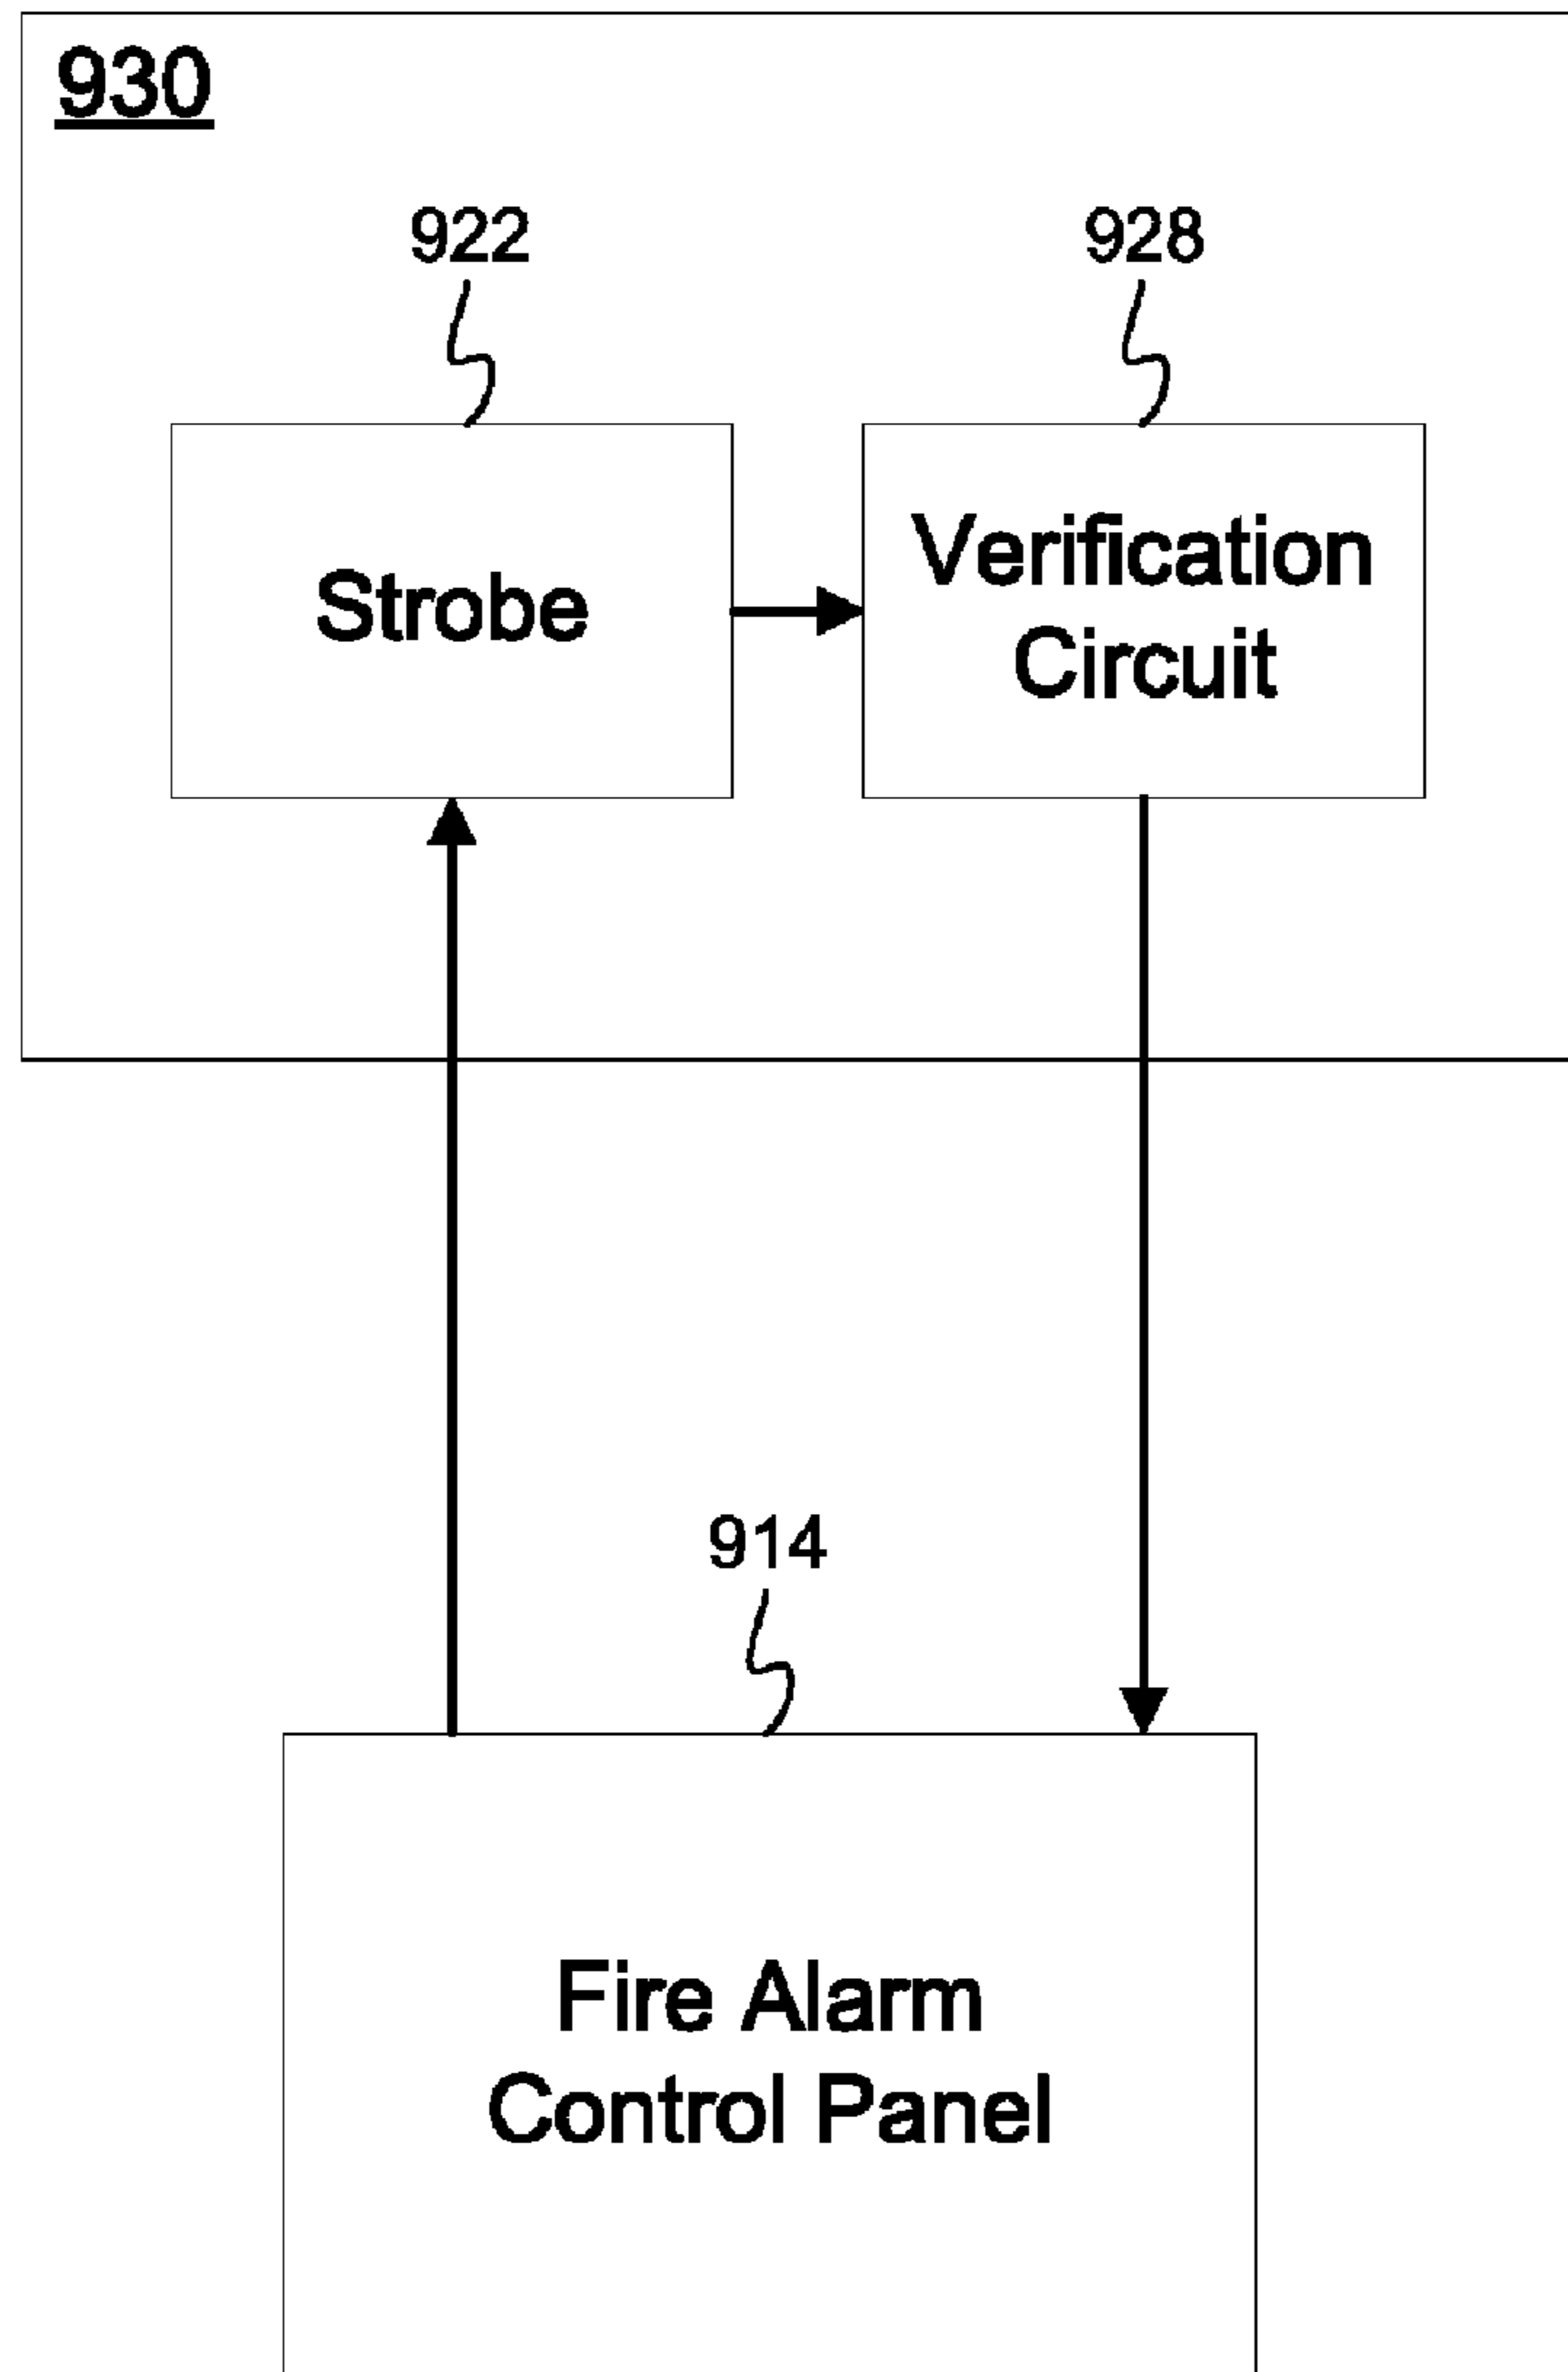 930
922
928
Strobe
Verification
Circuit
914
Fire Alarm
Control Panel